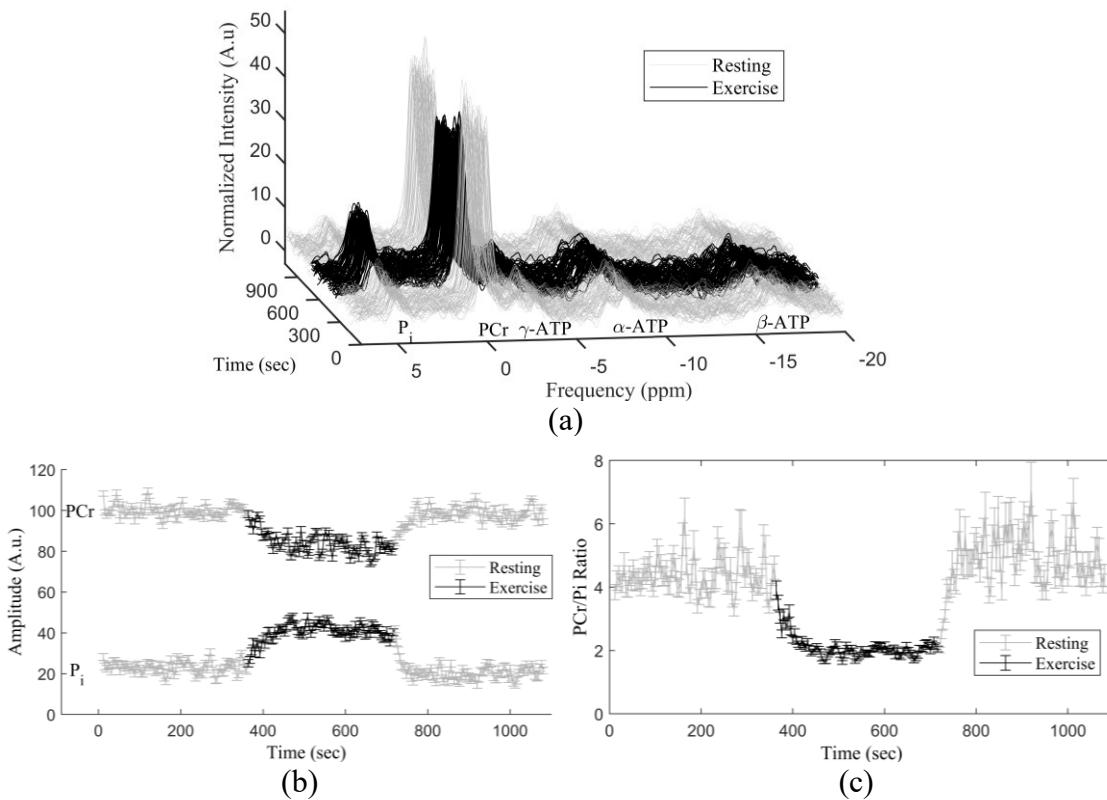 50
40
30
20
10
0
Normalized Intensity (A.u)
Resting
Exercise
900
600
300
0
Time (sec)
P_i
PCr
γ-ATP
α-ATP
β-ATP
5
0
-5
-10
-15
-20
Frequency (ppm)
(a)
120
100
80
60
40
20
0
PCr
P_i
Amplitude (A.u.)
Resting
Exercise
0 200 400 600 800 1000
Time (sec)
(b)
8
6
4
2
0
PCr/Pi Ratio
Resting
Exercise
0 200 400 600 800 1000
Time (sec)
(c)